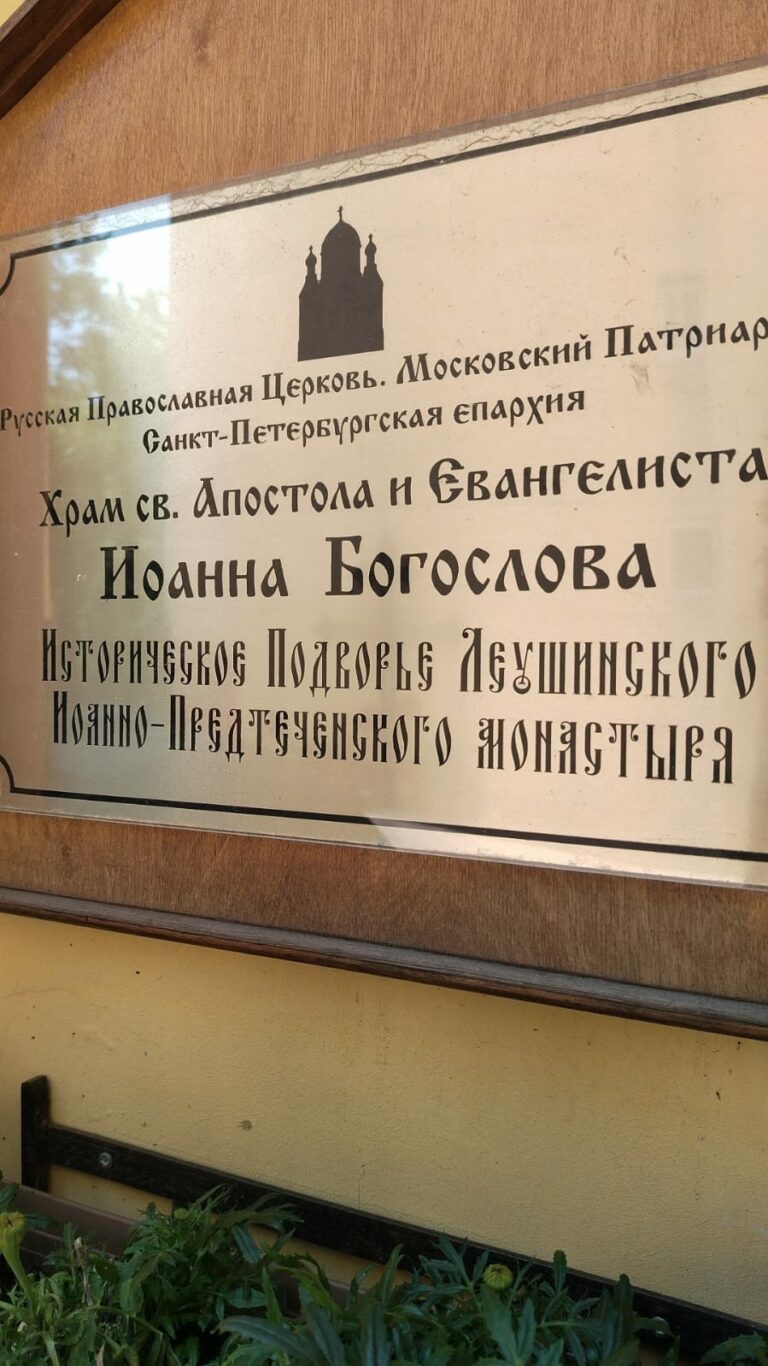 Русская Православная Церковь. Московский Патриар
Санкт-Петербургская епархия
Храм св. Апостола и Евангелиста
Иоанна Богослова
Историческое Подворье Леушинского
Иоанно-Предтеченского монастыря